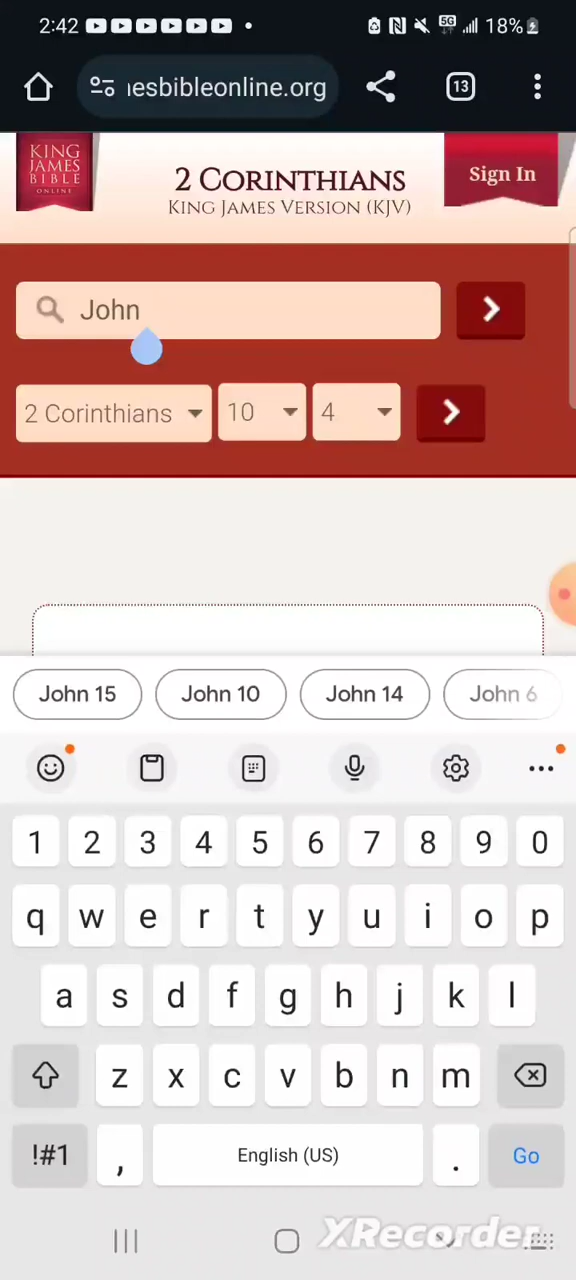 2:42
5G
18%
nesbibleonline.org
13
KING
JAMES
BIBLE
ONLINE
2 CORINTHIANS
KING JAMES VERSION (KJV)
Sign In
John
2 Corinthians 10 4
John 15 John 10 John 14 John 6
1 2 3 4 5 6 7 8 9 0
q w e r t y u i o p
a s d f g h j k l
z x c v b n m
!#1 , English (US) . Go
XRecorder